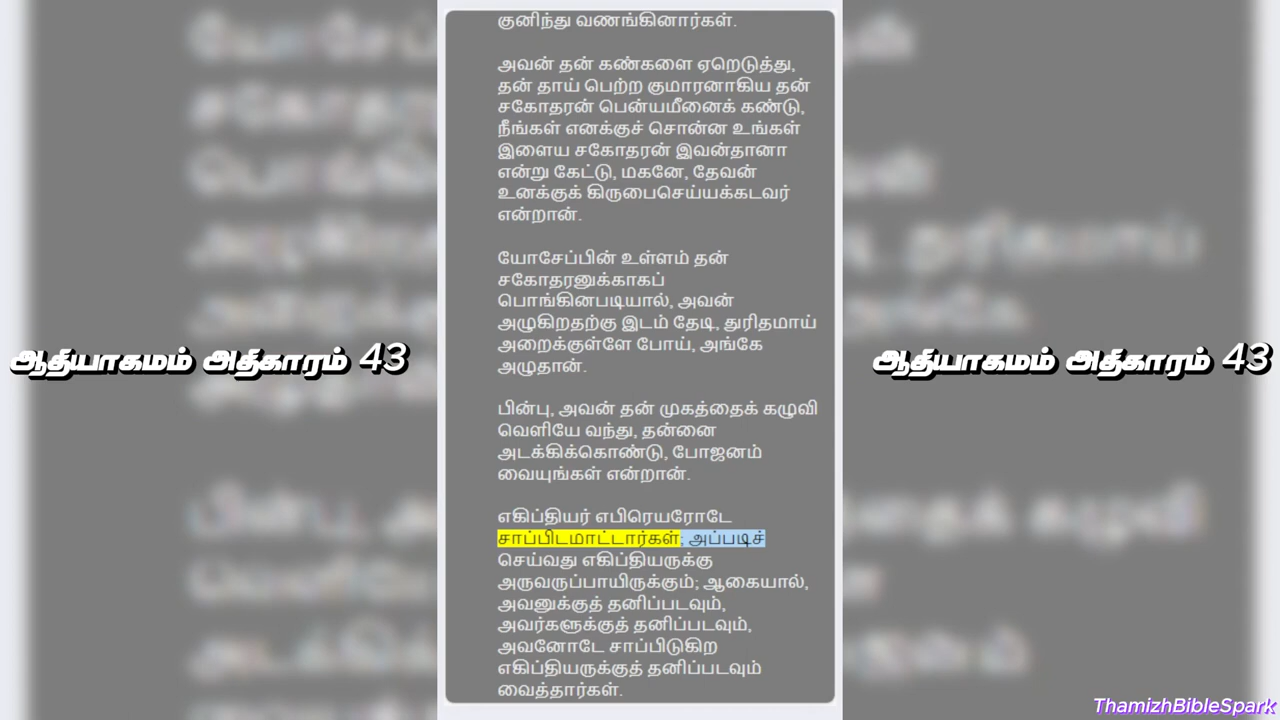 குனிந்து வணங்கினார்கள்.
அவன் தன் கண்களை ஏறெடுத்து,
தன் தாய் பெற்ற குமாரனாகிய தன்
சகோதரன் பென்யமீனைக் கண்டு,
நீங்கள் எனக்குச் சொன்ன உங்கள்
இளைய சகோதரன் இவன்தானா
என்று கேட்டு, மகனே, தேவன்
உனக்குக் கிருபைசெய்யக்கடவர்
என்றான்.
யோசேப்பின் உள்ளம் தன்
சகோதரனுக்காகப்
பொங்கினபடியால், அவன்
அழுகிறதற்கு இடம் தேடி, துரிதமாய்
அறைக்குள்ளே போய், அங்கே
அழுதான்.
பின்பு, அவன் தன் முகத்தைக் கழுவி
வெளியே வந்து, தன்னை
அடக்கிக்கொண்டு, போஜனம்
வையுங்கள் என்றான்.
எகிப்தியர் எபிரெயரோடே
சாப்பிடமாட்டார்கள்; அப்படிச்
செய்வது எகிப்தியருக்கு
அருவருப்பாயிருக்கும்; ஆகையால்,
அவனுக்குத் தனிப்படவும்,
அவர்களுக்குத் தனிப்படவும்,
அவனோடே சாப்பிடுகிற
எகிப்தியருக்குத் தனிப்படவும்
வைத்தார்கள்.
ஆதியாகமம் அதிகாரம் 43
ஆதியாகமம் அதிகாரம் 43
ThamizhBibleSpark